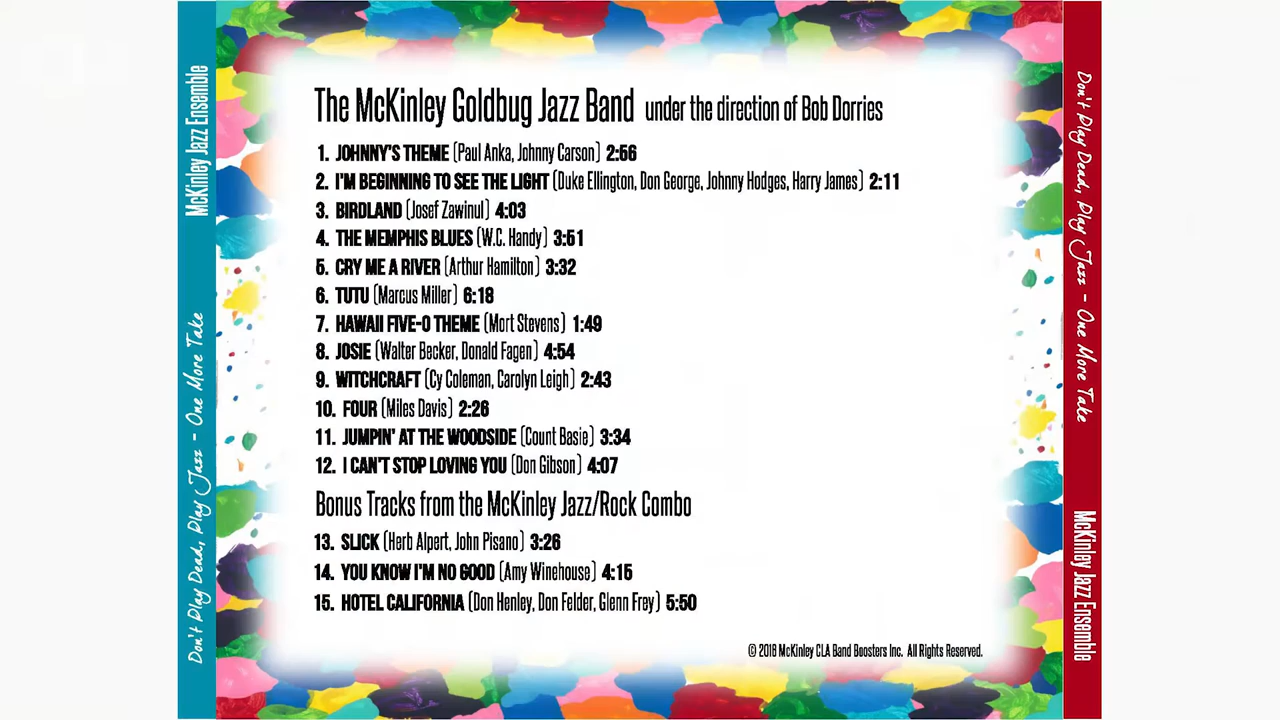 McKinley Jazz Ensemble
Don't Play Dead, Play Jazz - One More Take
The McKinley Goldbug Jazz Band under the direction of Bob Dorries
1. JOHNNY'S THEME (Paul Anka, Johnny Carson) 2:56
2. I'M BEGINNING TO SEE THE LIGHT (Duke Ellington, Don George, Johnny Hodges, Harry James) 2:11
3. BIRDLAND (Josef Zawinul) 4:03
4. THE MEMPHIS BLUES (W.C. Handy) 3:51
5. CRY ME A RIVER (Arthur Hamilton) 3:32
6. TUTU (Marcus Miller) 6:18
7. HAWAII FIVE-O THEME (Mort Stevens) 1:49
8. JOSIE (Walter Becker, Donald Fagen) 4:54
9. WITCHCRAFT (Cy Coleman, Carolyn Leigh) 2:43
10. FOUR (Miles Davis) 2:26
11. JUMPIN' AT THE WOODSIDE (Count Basie) 3:34
12. I CAN'T STOP LOVING YOU (Don Gibson) 4:07
Bonus Tracks from the McKinley Jazz/Rock Combo
13. SLICK (Herb Alpert, John Pisano) 3:26
14. YOU KNOW I'M NO GOOD (Amy Winehouse) 4:15
15. HOTEL CALIFORNIA (Don Henley, Don Felder, Glenn Frey) 5:50
© 2018 McKinley CLA Band Boosters Inc. All Rights Reserved.
Don't Play Dead, Play Jazz - One More Take
McKinley Jazz Ensemble